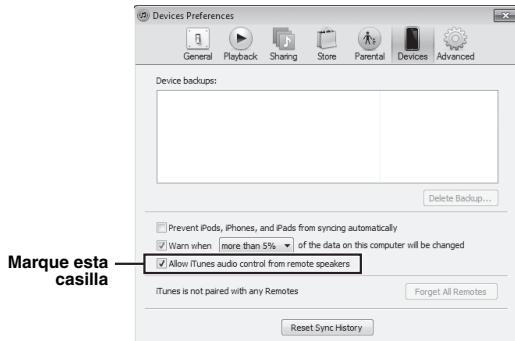 Devices Preferences
General Playback Sharing Store Parental Devices Advanced
Device backups:
Delete Backup...
Prevent iPods, iPhones, and iPads from syncing automatically
Warn when more than 5% of the data on this computer will be changed
Marque esta casilla
Allow iTunes audio control from remote speakers
iTunes is not paired with any Remotes Forget All Remotes
Reset Sync History